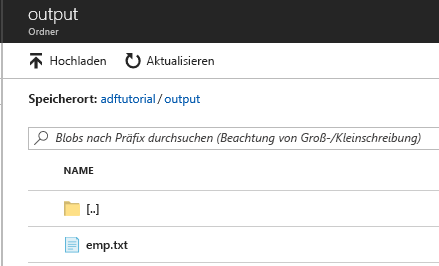 output
Ordner
Hochladen Aktualisieren
Speicherort: adftutorial / output
Blobs nach Präfix durchsuchen (Beachtung von Groß-/Kleinschreibung)
NAME
[..]
emp.txt